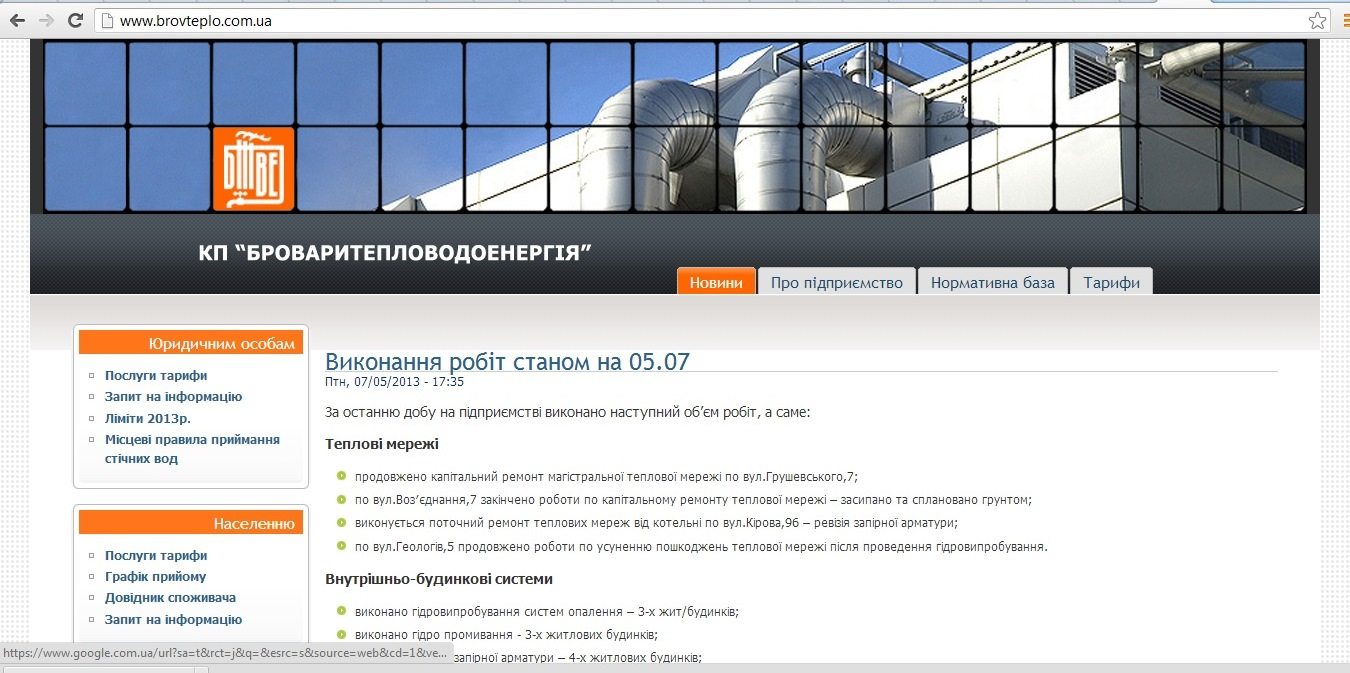 www.brovteplo.com.ua
БТВЕ
КП “БРОВАРИТЕПЛОВОДОЕНЕРГІЯ”
Новини
Про підприємство
Нормативна база
Тарифи
Юридичним особам
Послуги тарифи
Запит на інформацію
Ліміти 2013р.
Місцеві правила приймання
стічних вод
Населенню
Послуги тарифи
Графік прийому
Довідник споживача
Запит на інформацію
Виконання робіт станом на 05.07
Птн, 07/05/2013 - 17:35
За останню добу на підприємстві виконано наступний об’єм робіт, а саме:
Теплові мережі
продовжено капітальний ремонт магістральної теплової мережі по вул.Грушевського,7;
по вул.Воз’єднання,7 закінчено роботи по капітальному ремонту теплової мережі – засипано та сплановано грунтом;
виконується поточний ремонт теплових мереж від котельні по вул.Кірова,96 – ревізія запірної арматури;
по вул.Геологів,5 продовжено роботи по усуненню пошкоджень теплової мережі після проведення гідровипробування.
Внутрішньо-будинкові системи
виконано гідровипробування систем опалення – 3-х жит/будинків;
виконано гідро промивання - 3-х житлових будинків;
запірної арматури – 4-х житлових будинків;
https://www.google.com.ua/url?sa=t&rct=j&q=&esrc=s&source=web&cd=1&ve...